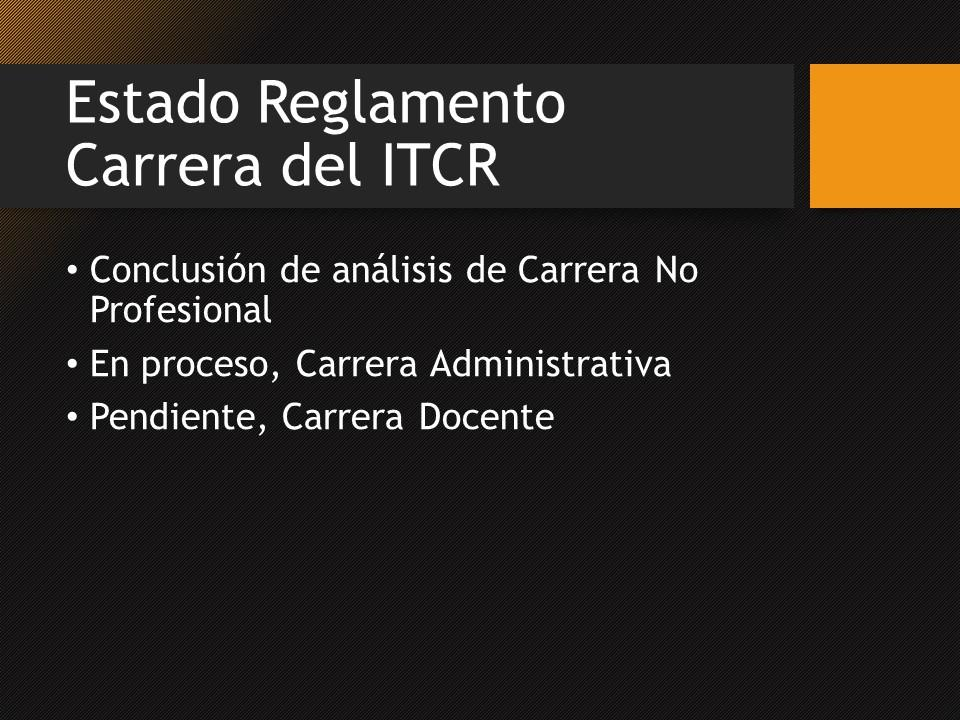 Estado Reglamento
Carrera del ITCR
• Conclusión de análisis de Carrera No
Profesional
• En proceso, Carrera Administrativa
• Pendiente, Carrera Docente